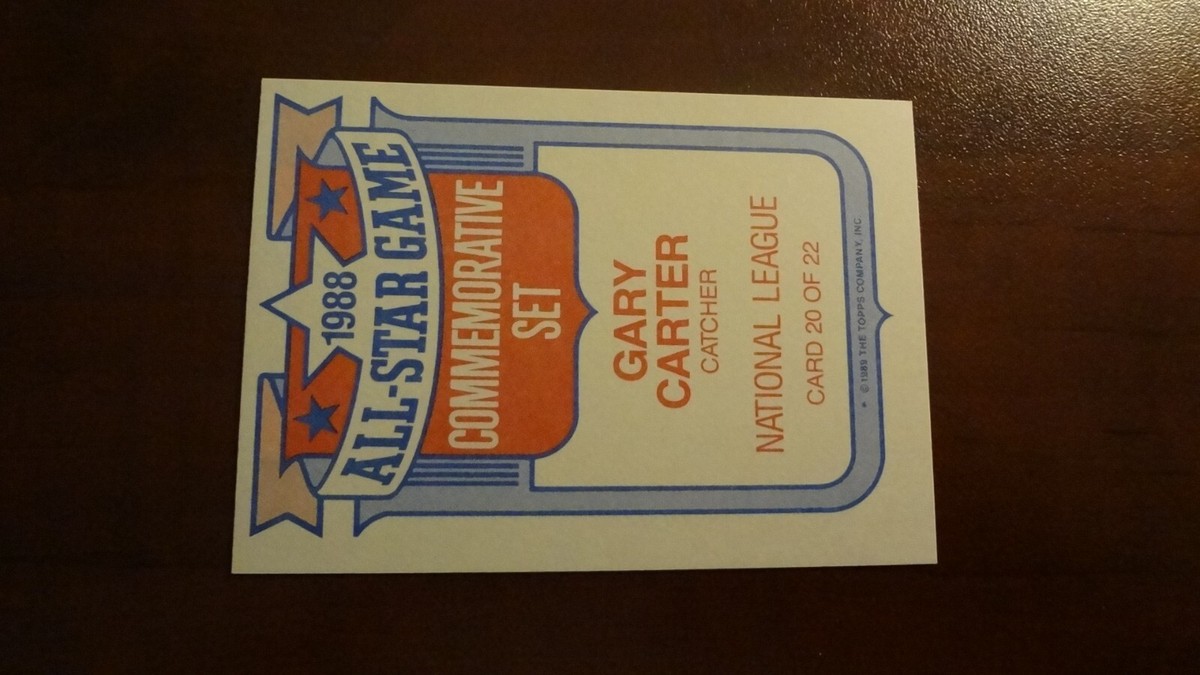 1988
ALL-STAR GAME
COMMEMORATIVE
SET
GARY
CARTER
CATCHER
NATIONAL LEAGUE
CARD 20 OF 22
* © 1989 THE TOPPS COMPANY, INC.